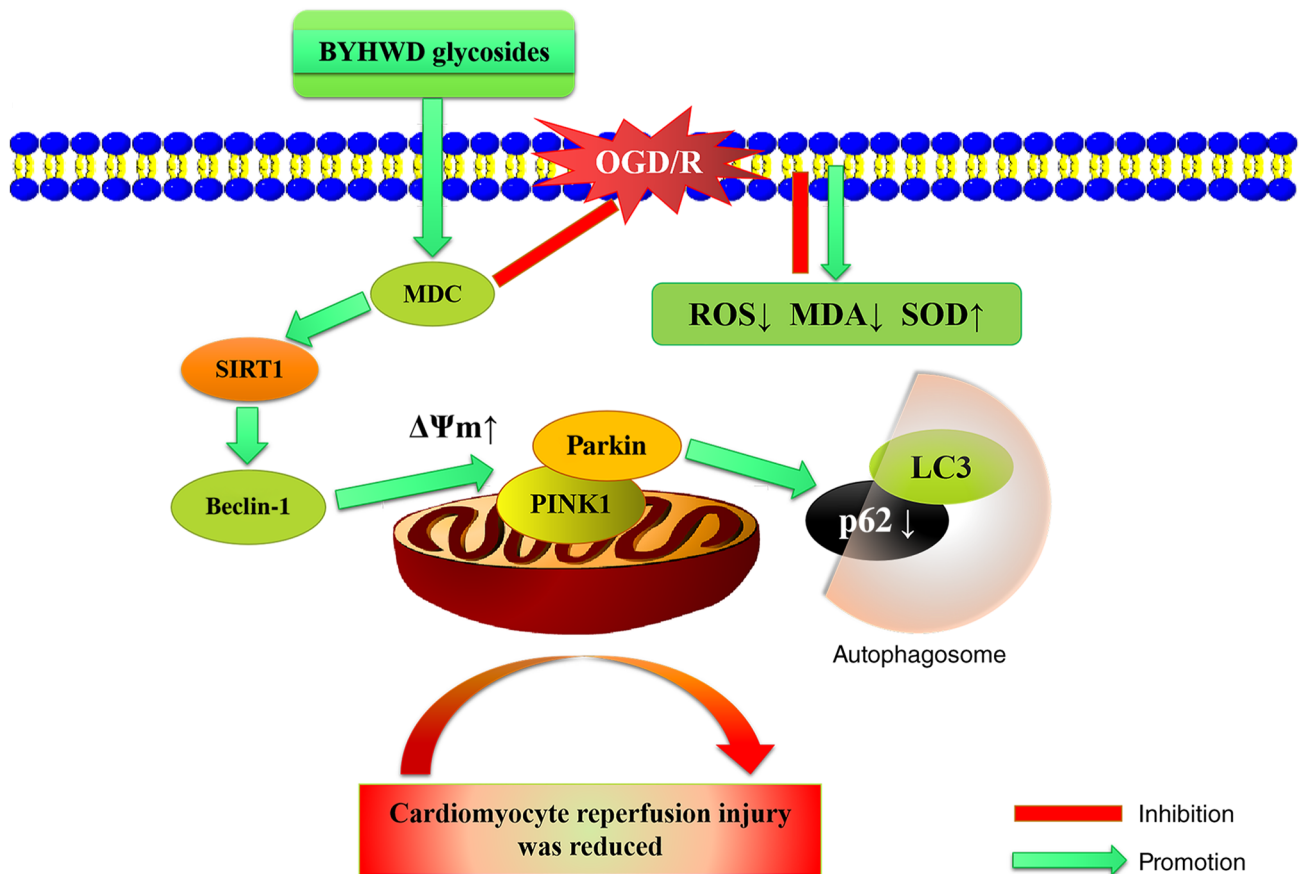 BYHWD glycosides
OGD/R
MDC
ROS↓ MDA↓ SOD↑
SIRT1
ΔΨm↑
Parkin
LC3
Beclin-1
PINK1
p62↓
Autophagosome
Cardiomyocyte reperfusion injury
was reduced
Inhibition
Promotion